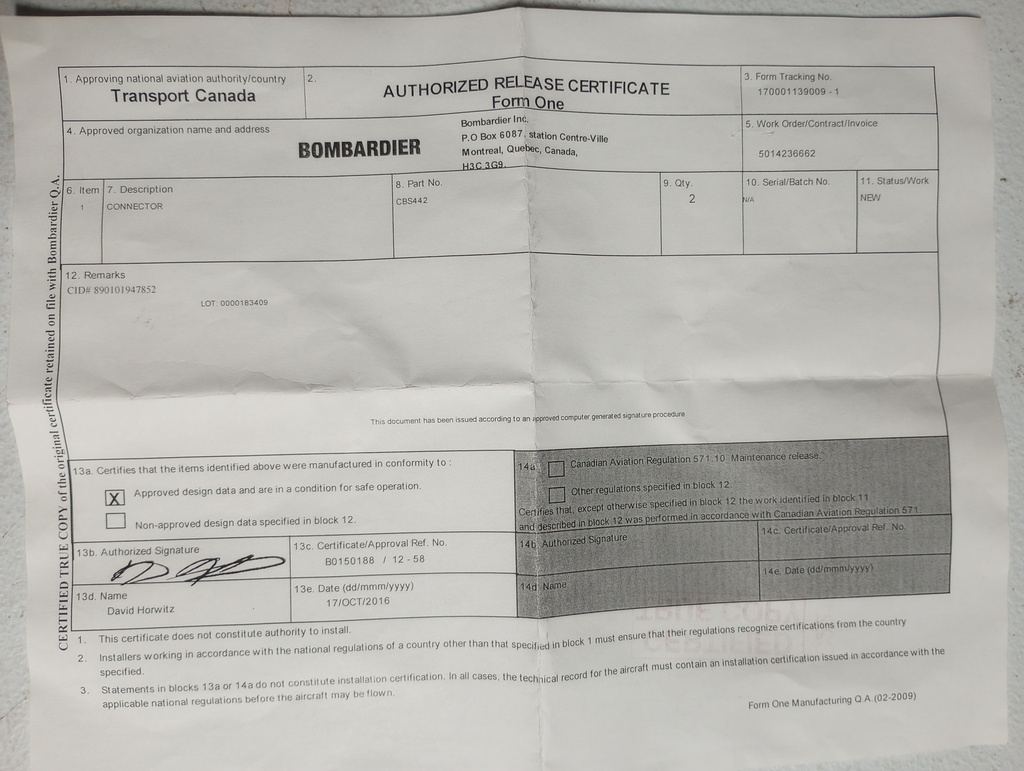 1. Approving national aviation authority/country
Transport Canada
2.
AUTHORIZED RELEASE CERTIFICATE
Form One
3. Form Tracking No.
170001139009 - 1
4. Approved organization name and address
BOMBARDIER
Bombardier Inc.
P.O Box 6087, station Centre-Ville
Montreal, Quebec, Canada,
H3C 3G9.
5. Work Order/Contract/Invoice
5014236662
6. Item
1
7. Description
CONNECTOR
8. Part No.
CBS442
9. Qty.
2
10. Serial/Batch No.
N/A
11. Status/Work
NEW
12. Remarks
CID# 890101947852
LOT: 0000183409
This document has been issued according to an approved computer generated signature procedure
13a. Certifies that the items identified above were manufactured in conformity to :
X Approved design data and are in a condition for safe operation.
Non-approved design data specified in block 12.
13b. Authorized Signature
13c. Certificate/Approval Ref. No.
B0150188 / 12 - 58
13d. Name
David Horwitz
13e. Date (dd/mmm/yyyy)
17/OCT/2016
14a.
Canadian Aviation Regulation 571.10 Maintenance release.
Other regulations specified in block 12.
Certifies that, except otherwise specified in block 12 the work identified in block 11
and described in block 12 was performed in accordance with Canadian Aviation Regulation 571.
14b. Authorized Signature
14c. Certificate/Approval Ref. No.
14d. Name
14e. Date (dd/mmm/yyyy)
1. This certificate does not constitute authority to install.
2. Installers working in accordance with the national regulations of a country other than that specified in block 1 must ensure that their regulations recognize certifications from the country
specified.
3. Statements in blocks 13a or 14a do not constitute installation certification. In all cases, the technical record for the aircraft must contain an installation certification issued in accordance with the
applicable national regulations before the aircraft may be flown.
Form One Manufacturing Q.A.(02-2009)
CERTIFIED TRUE COPY of the original certificate retained on file with Bombardier Q.A.